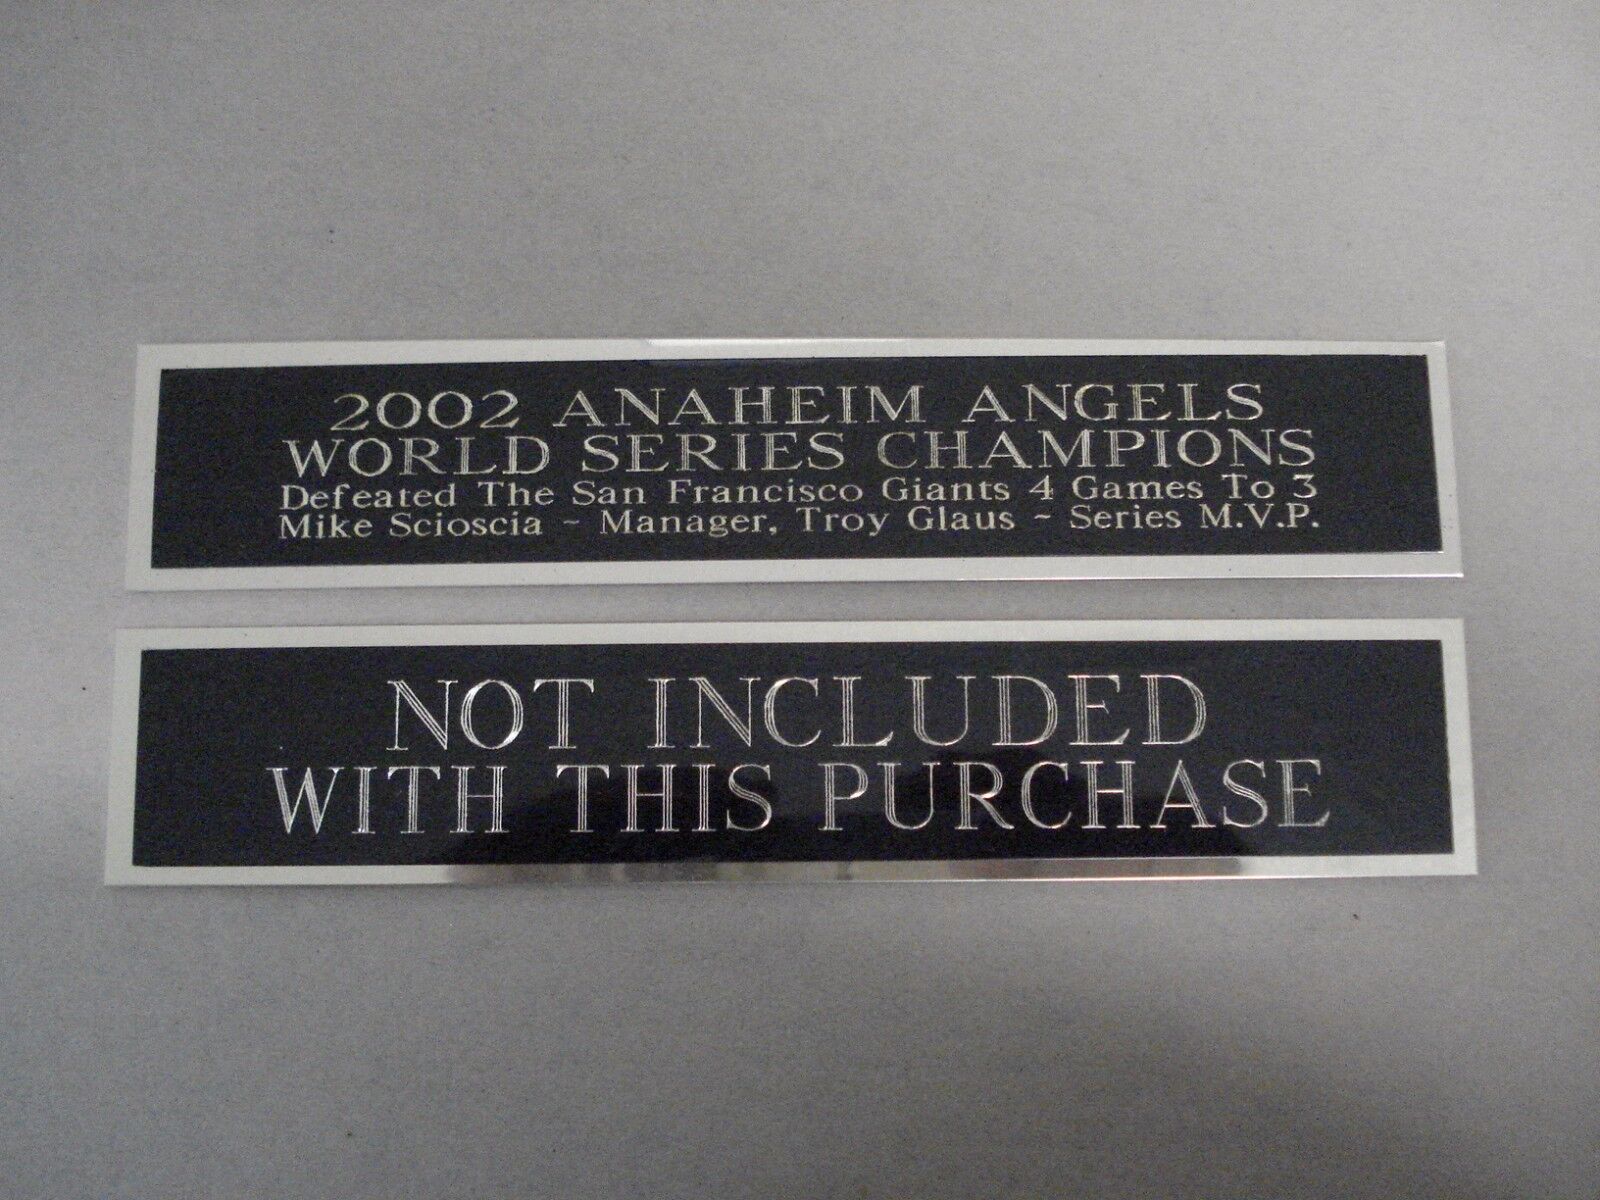 2002 ANAHEIM ANGELS
WORLD SERIES CHAMPIONS
Defeated The San Francisco Giants 4 Games To 3
Mike Scioscia ~ Manager, Troy Glaus ~ Series M.V.P.
NOT INCLUDED
WITH THIS PURCHASE